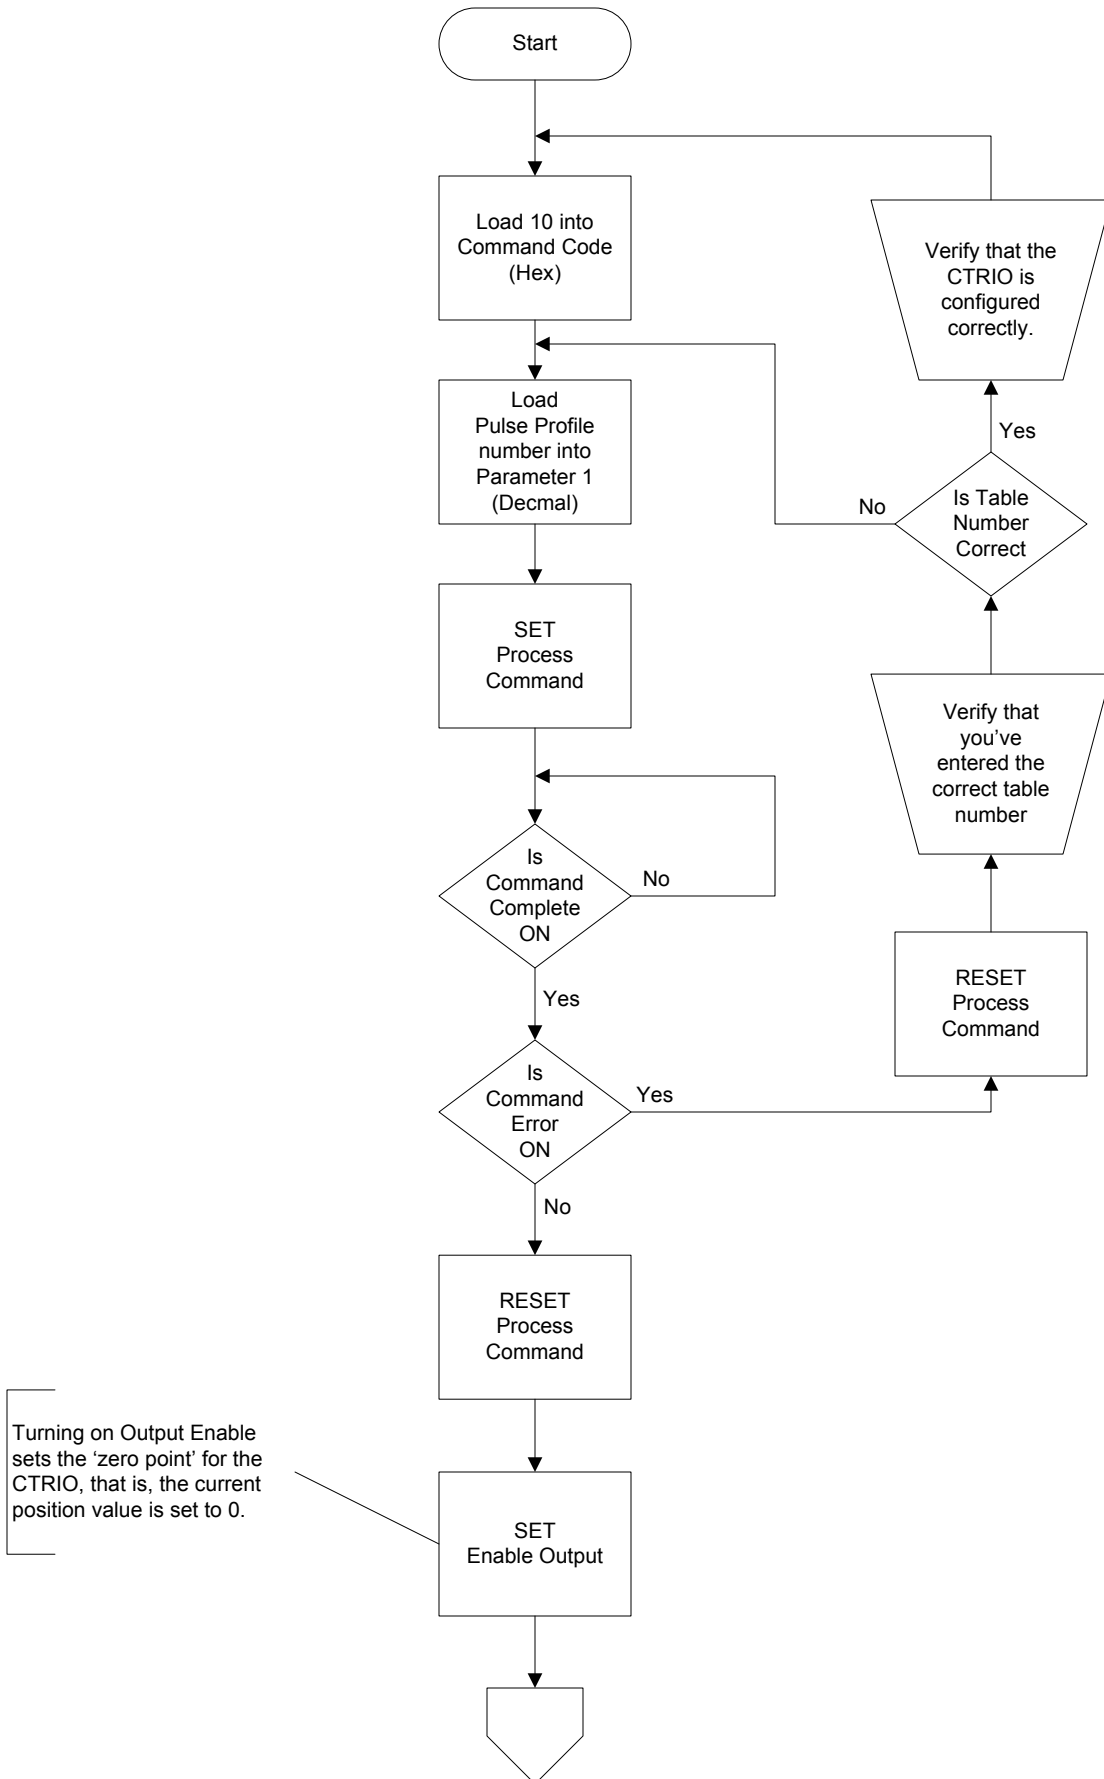 Start
Load 10 into
Command Code
(Hex)
Verify that the
CTRIO is
configured
correctly.
Load
Pulse Profile
number into
Parameter 1
(Decmal)
Yes
No
Is Table
Number
Correct
SET
Process
Command
Verify that
you've
entered the
correct table
number
Is
Command
Complete
ON
No
RESET
Process
Command
Yes
Is
Command
Error
ON
Yes
No
RESET
Process
Command
Turning on Output Enable
sets the ‘zero point’ for the
CTRIO, that is, the current
position value is set to 0.
SET
Enable Output